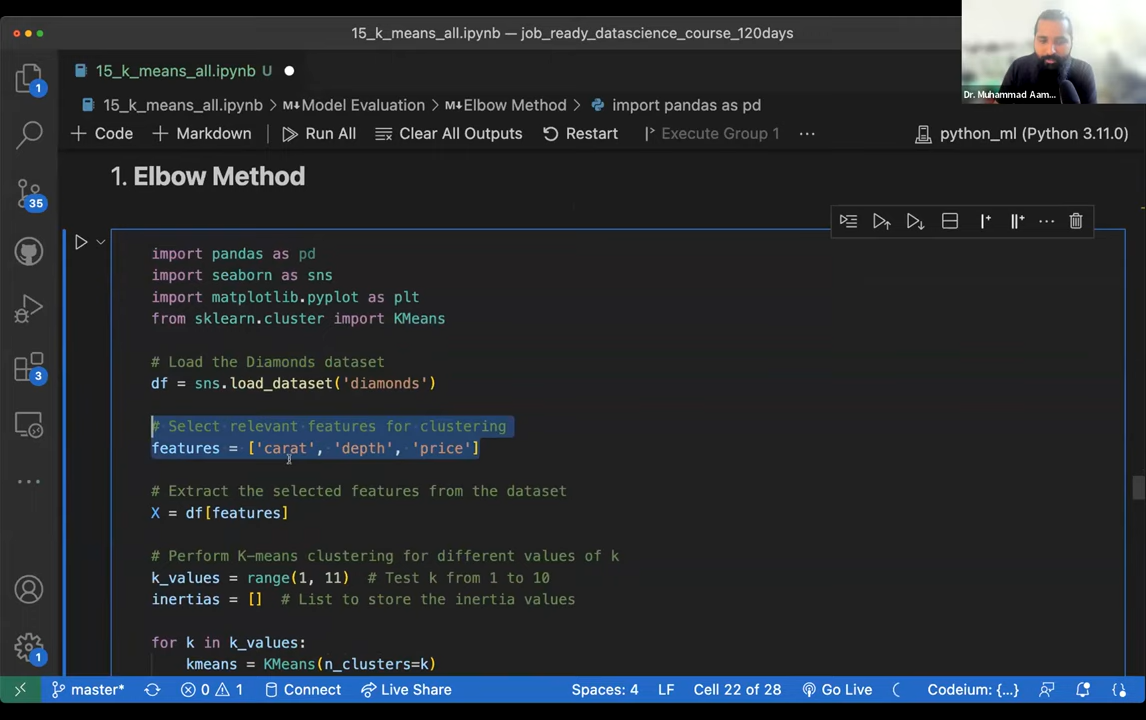 15_k_means_all.ipynb — job_ready_datascience_course_120days
Dr. Muhammad Aam...
15_k_means_all.ipynb U
15_k_means_all.ipynb > M↓Model Evaluation > M↓Elbow Method > import pandas as pd
+ Code + Markdown Run All Clear All Outputs Restart Execute Group 1 ... python_ml (Python 3.11.0)
1. Elbow Method
import pandas as pd
import seaborn as sns
import matplotlib.pyplot as plt
from sklearn.cluster import KMeans
# Load the Diamonds dataset
df = sns.load_dataset('diamonds')
# Select relevant features for clustering
features = ['carat', 'depth', 'price']
# Extract the selected features from the dataset
X = df[features]
# Perform K-means clustering for different values of k
k_values = range(1, 11)  # Test k from 1 to 10
inertias = []  # List to store the inertia values
for k in k_values:
kmeans = KMeans(n_clusters=k)
1
35
3
1
master* 0 1 Connect Live Share Spaces: 4 LF Cell 22 of 28 Go Live Codeium: {...}